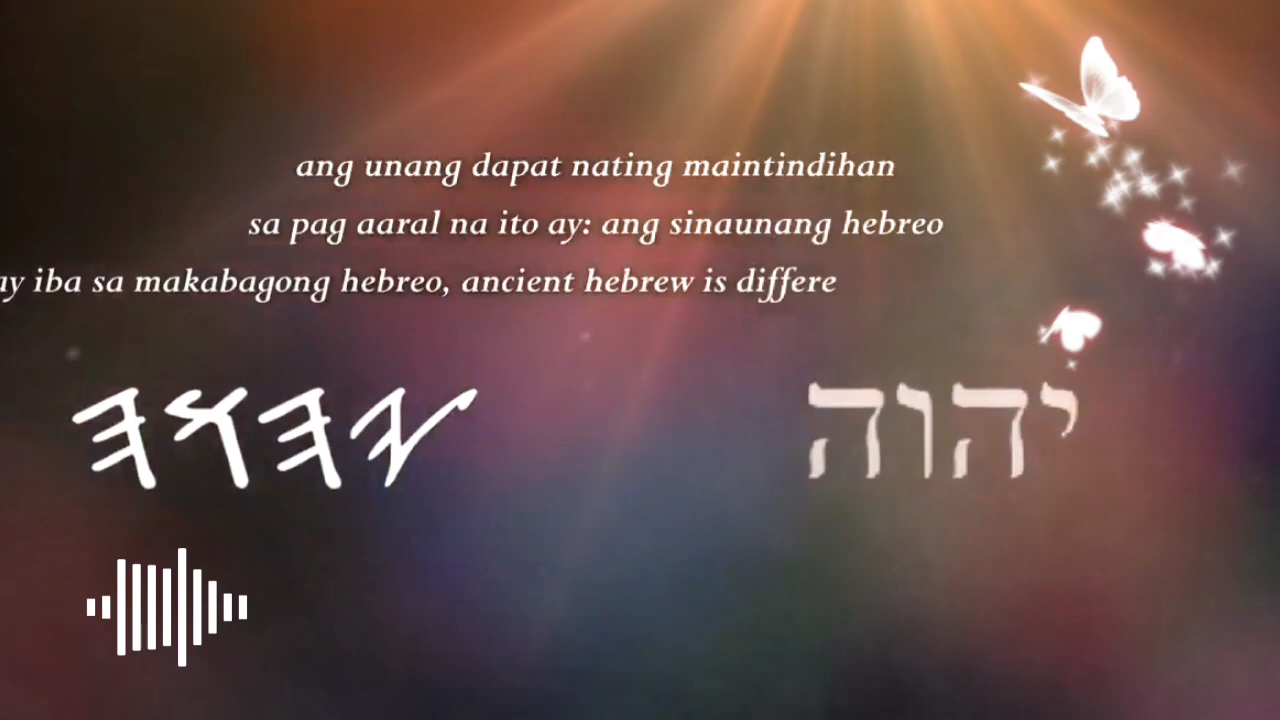 ang unang dapat nating maintindihan
sa pag aaral na ito ay: ang sinaunang hebreo
ay iba sa makabagong hebreo, ancient hebrew is differe
𐤉𐤄𐤅𐤄
יהוה